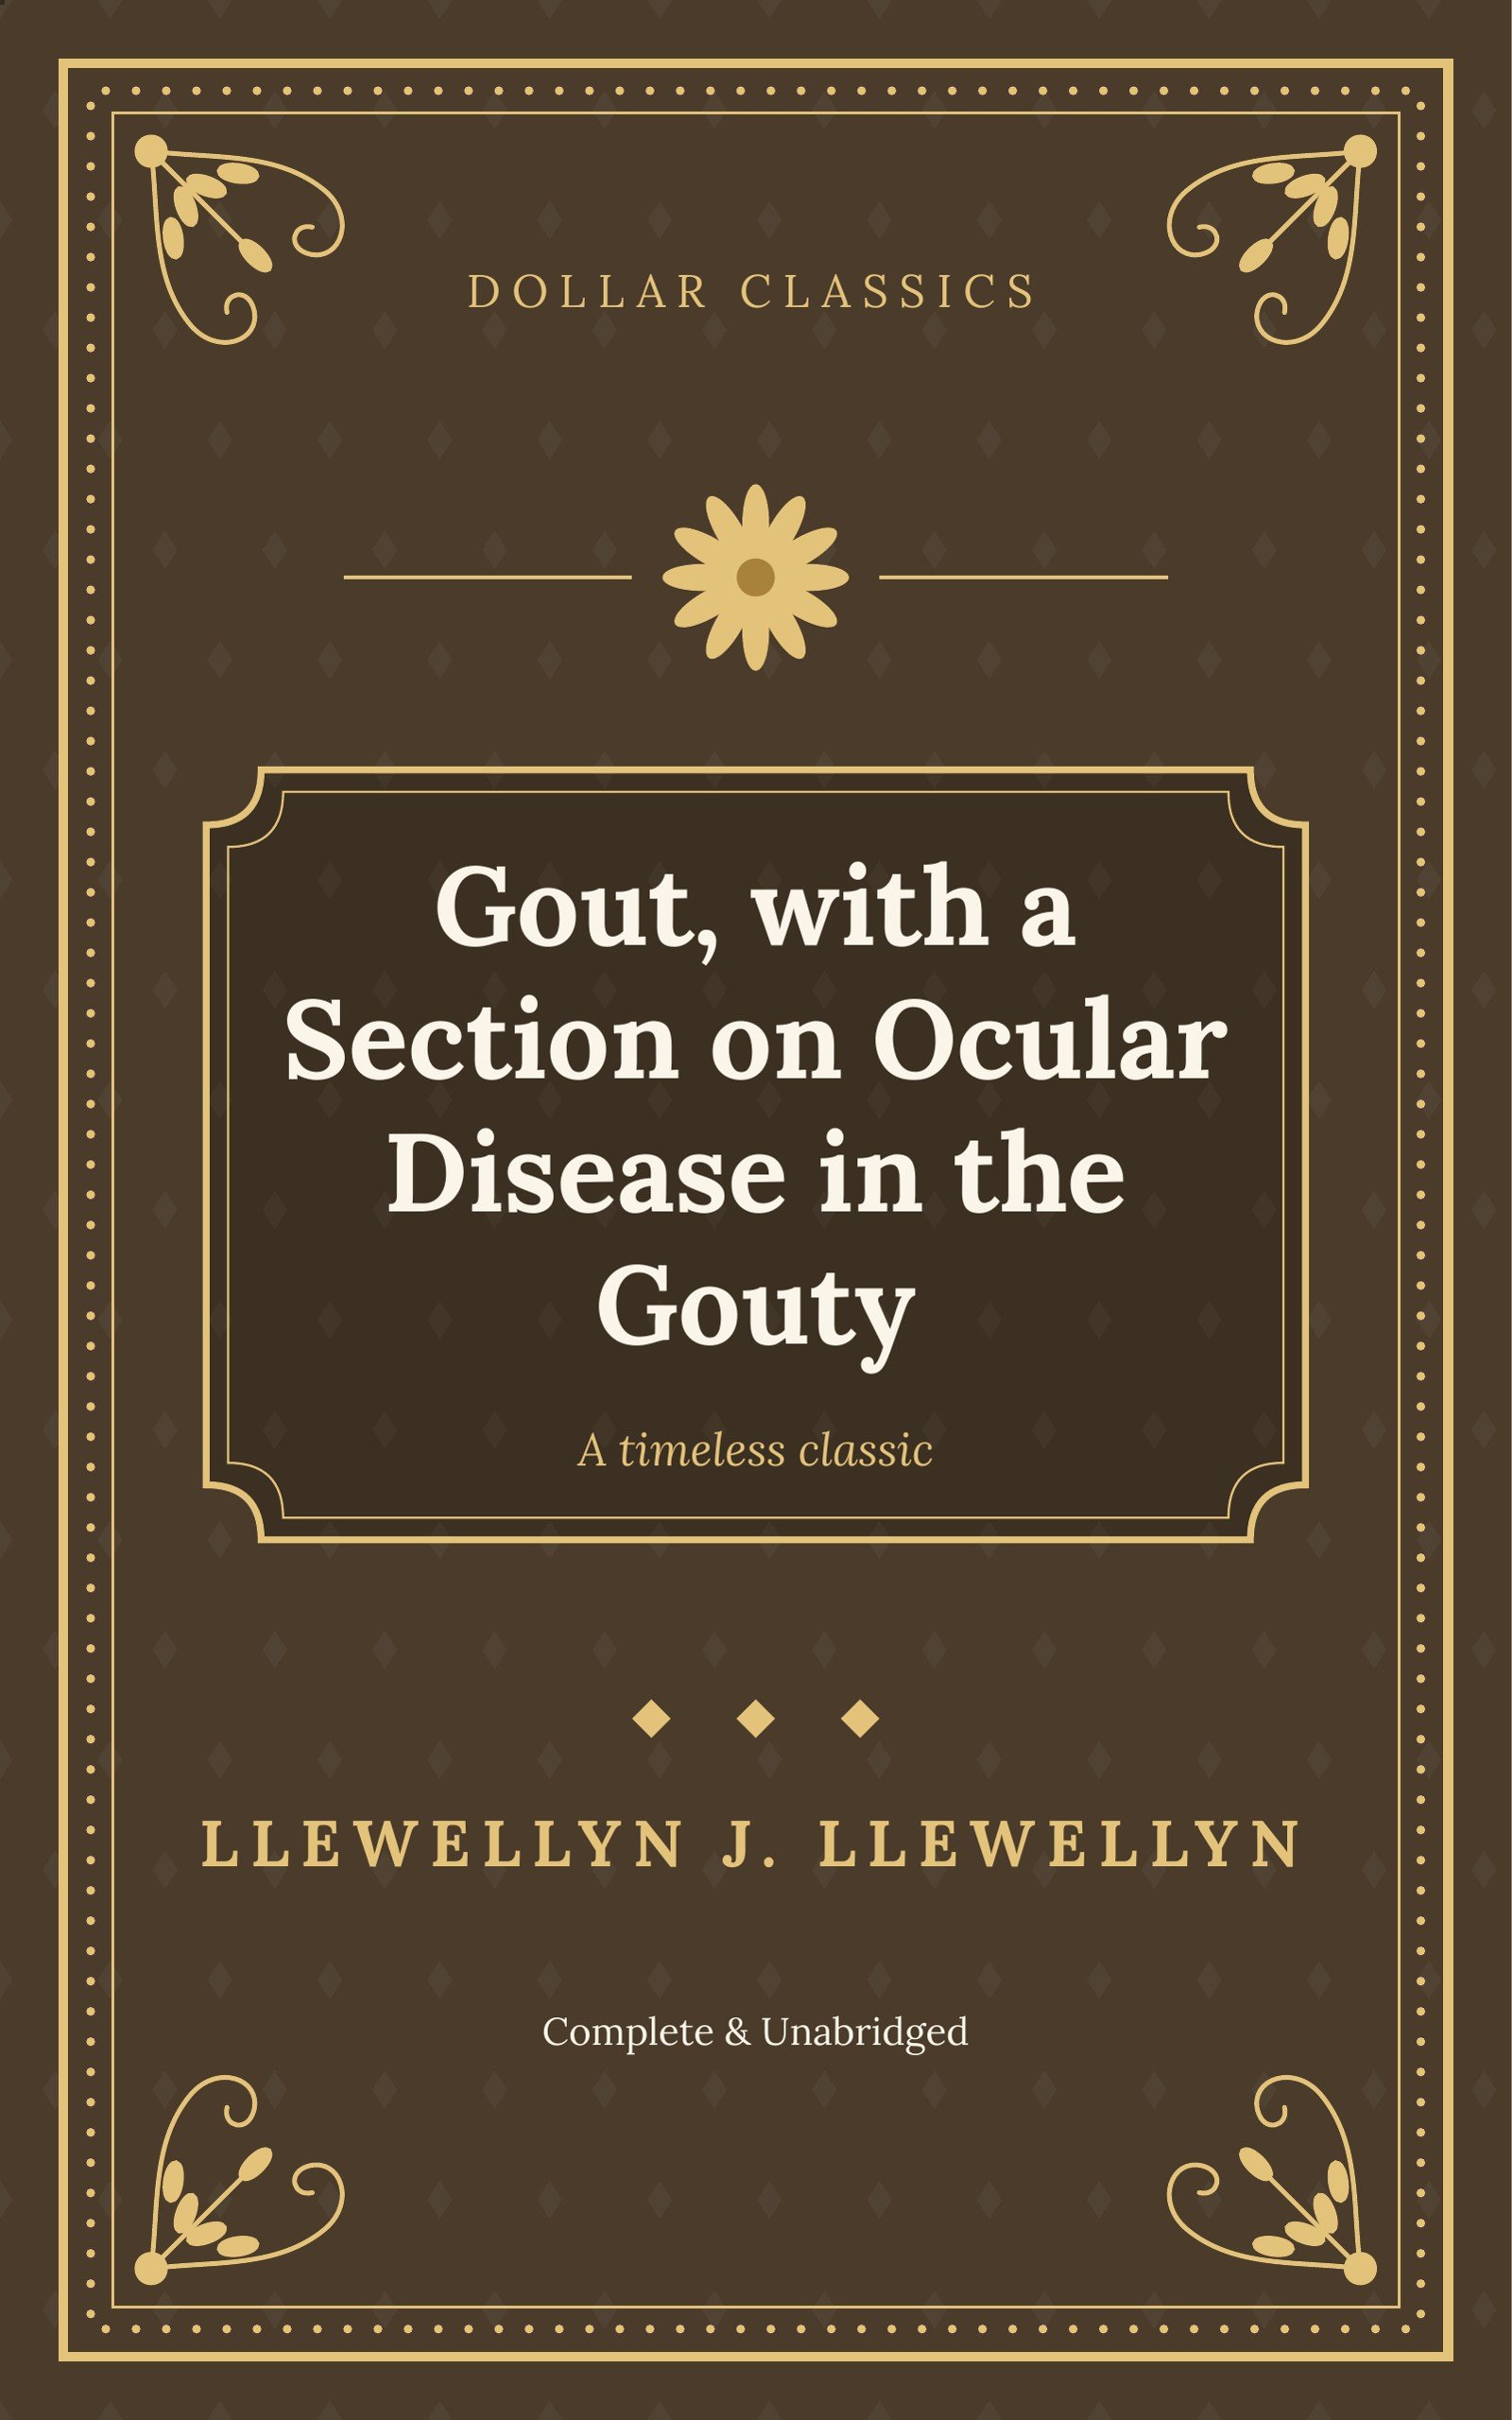 DOLLAR CLASSICS
Gout, with a
Section on Ocular
Disease in the
Gouty
A timeless classic
LLEWELLYN J. LLEWELLYN
Complete & Unabridged